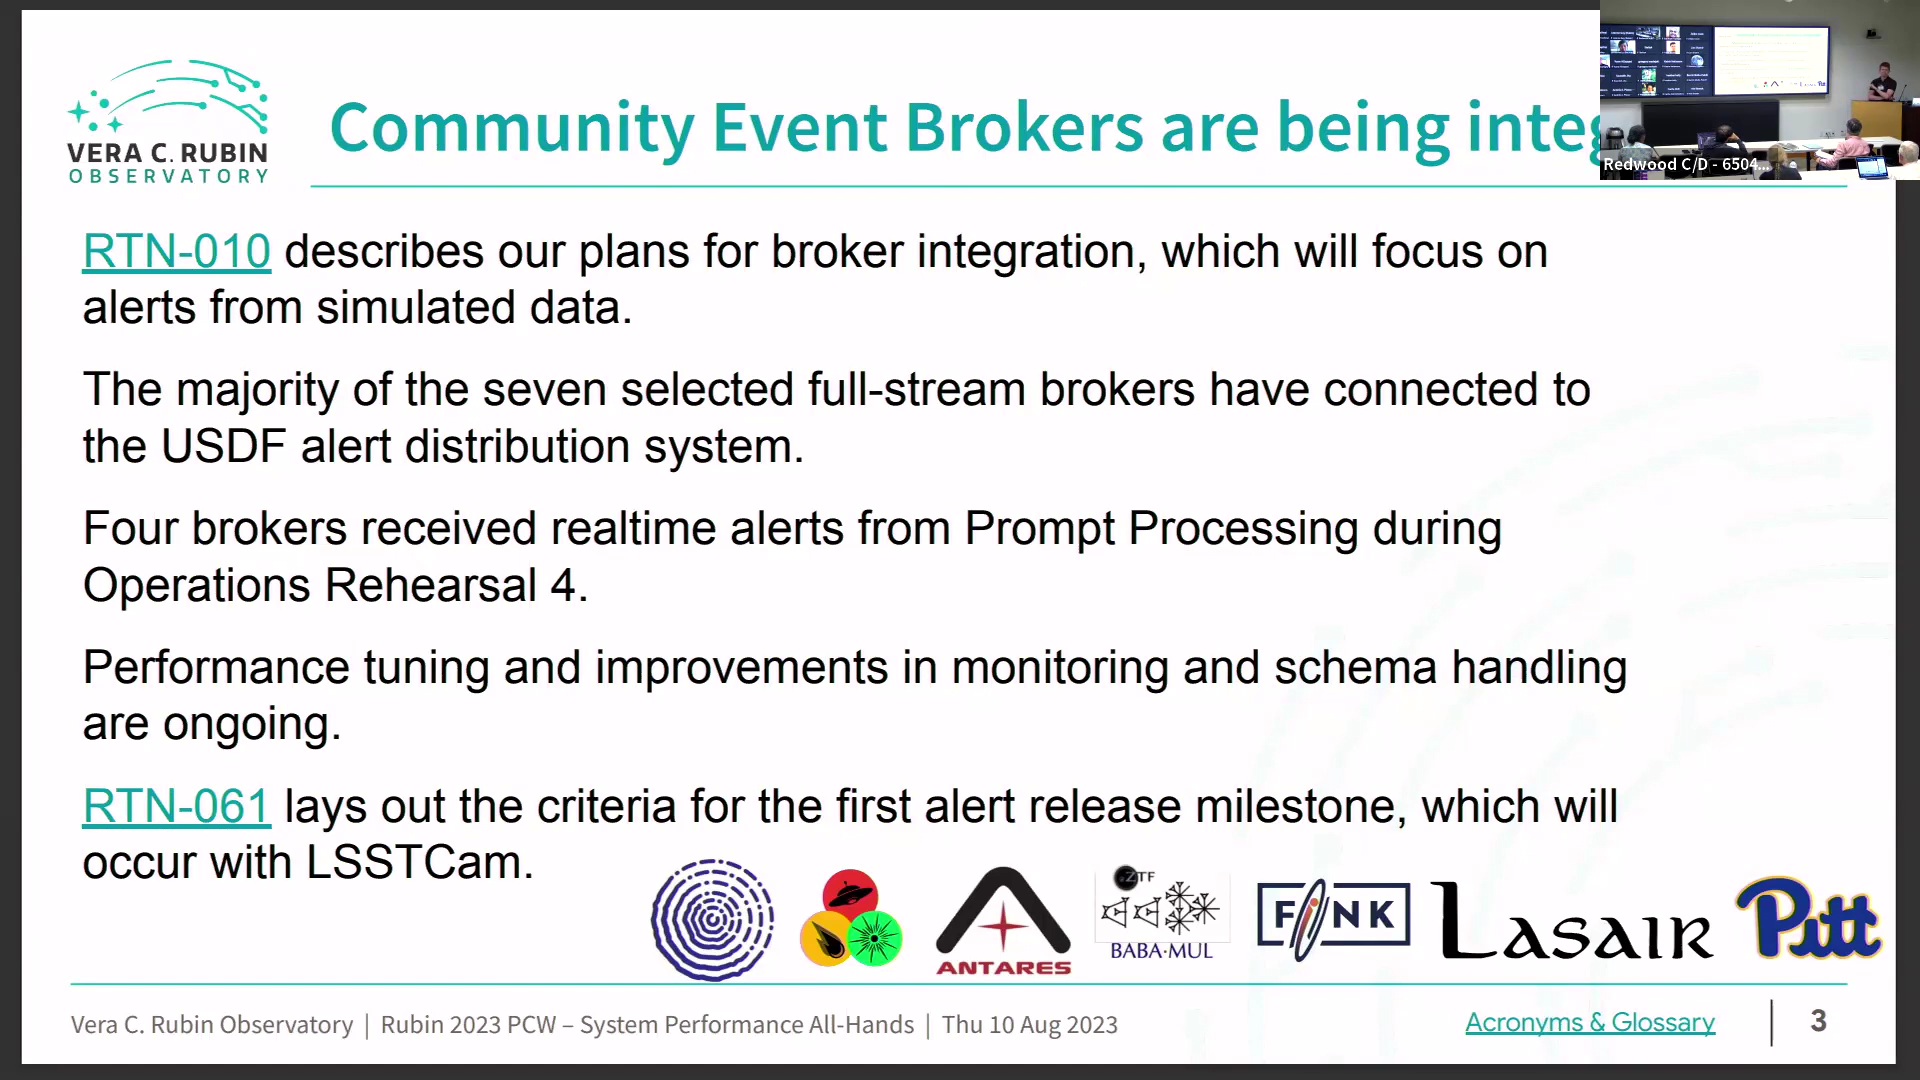 VERA C. RUBIN
OBSERVATORY
Community Event Brokers are being integ
Redwood C/D - 6504...
RTN-010 describes our plans for broker integration, which will focus on
alerts from simulated data.
The majority of the seven selected full-stream brokers have connected to
the USDF alert distribution system.
Four brokers received realtime alerts from Prompt Processing during
Operations Rehearsal 4.
Performance tuning and improvements in monitoring and schema handling
are ongoing.
RTN-061 lays out the criteria for the first alert release milestone, which will
occur with LSSTCam.
ANTARES
ZTF
BABA·MUL
FINK
LASAIR
Pitt
Vera C. Rubin Observatory | Rubin 2023 PCW – System Performance All-Hands | Thu 10 Aug 2023
Acronyms & Glossary
3